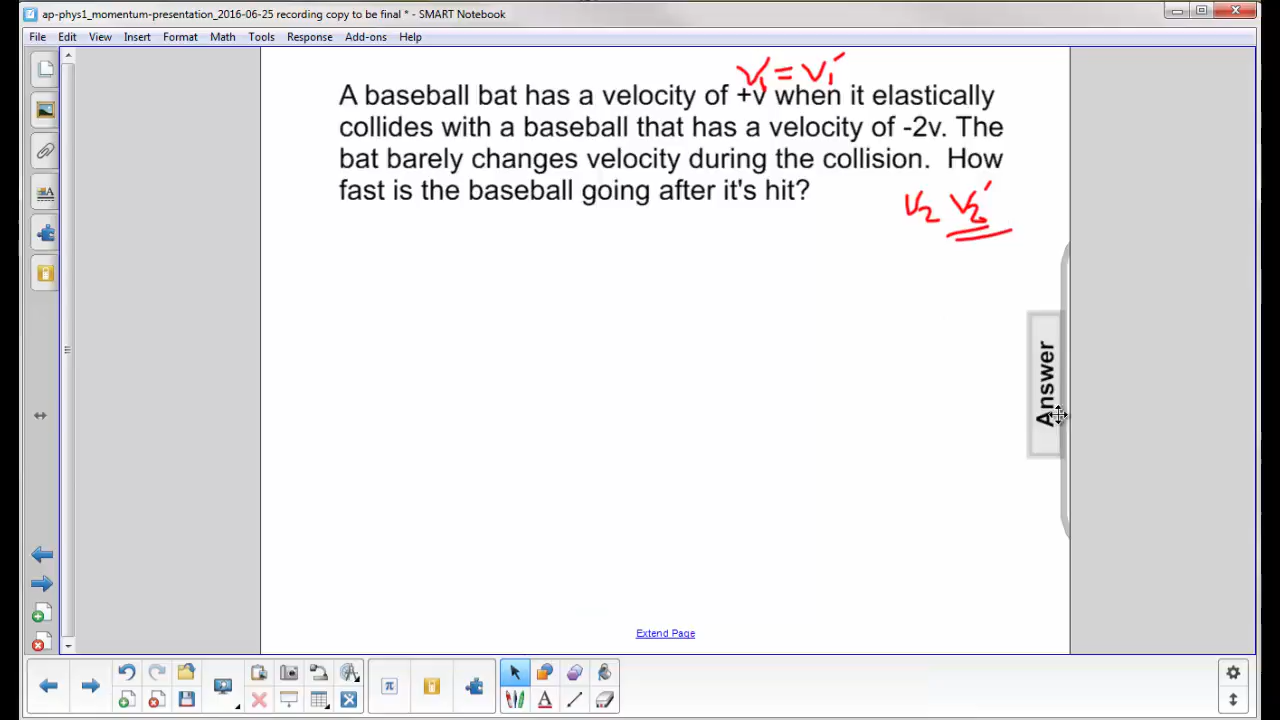 ap-phys1_momentum-presentation_2016-06-25 recording copy to be final * - SMART Notebook
File Edit View Insert Format Math Tools Response Add-ons Help
v₁ = v₁′
A baseball bat has a velocity of +v when it elastically
collides with a baseball that has a velocity of -2v. The
bat barely changes velocity during the collision. How
fast is the baseball going after it's hit?
v₂ v₂′
Answer
Extend Page
π
A